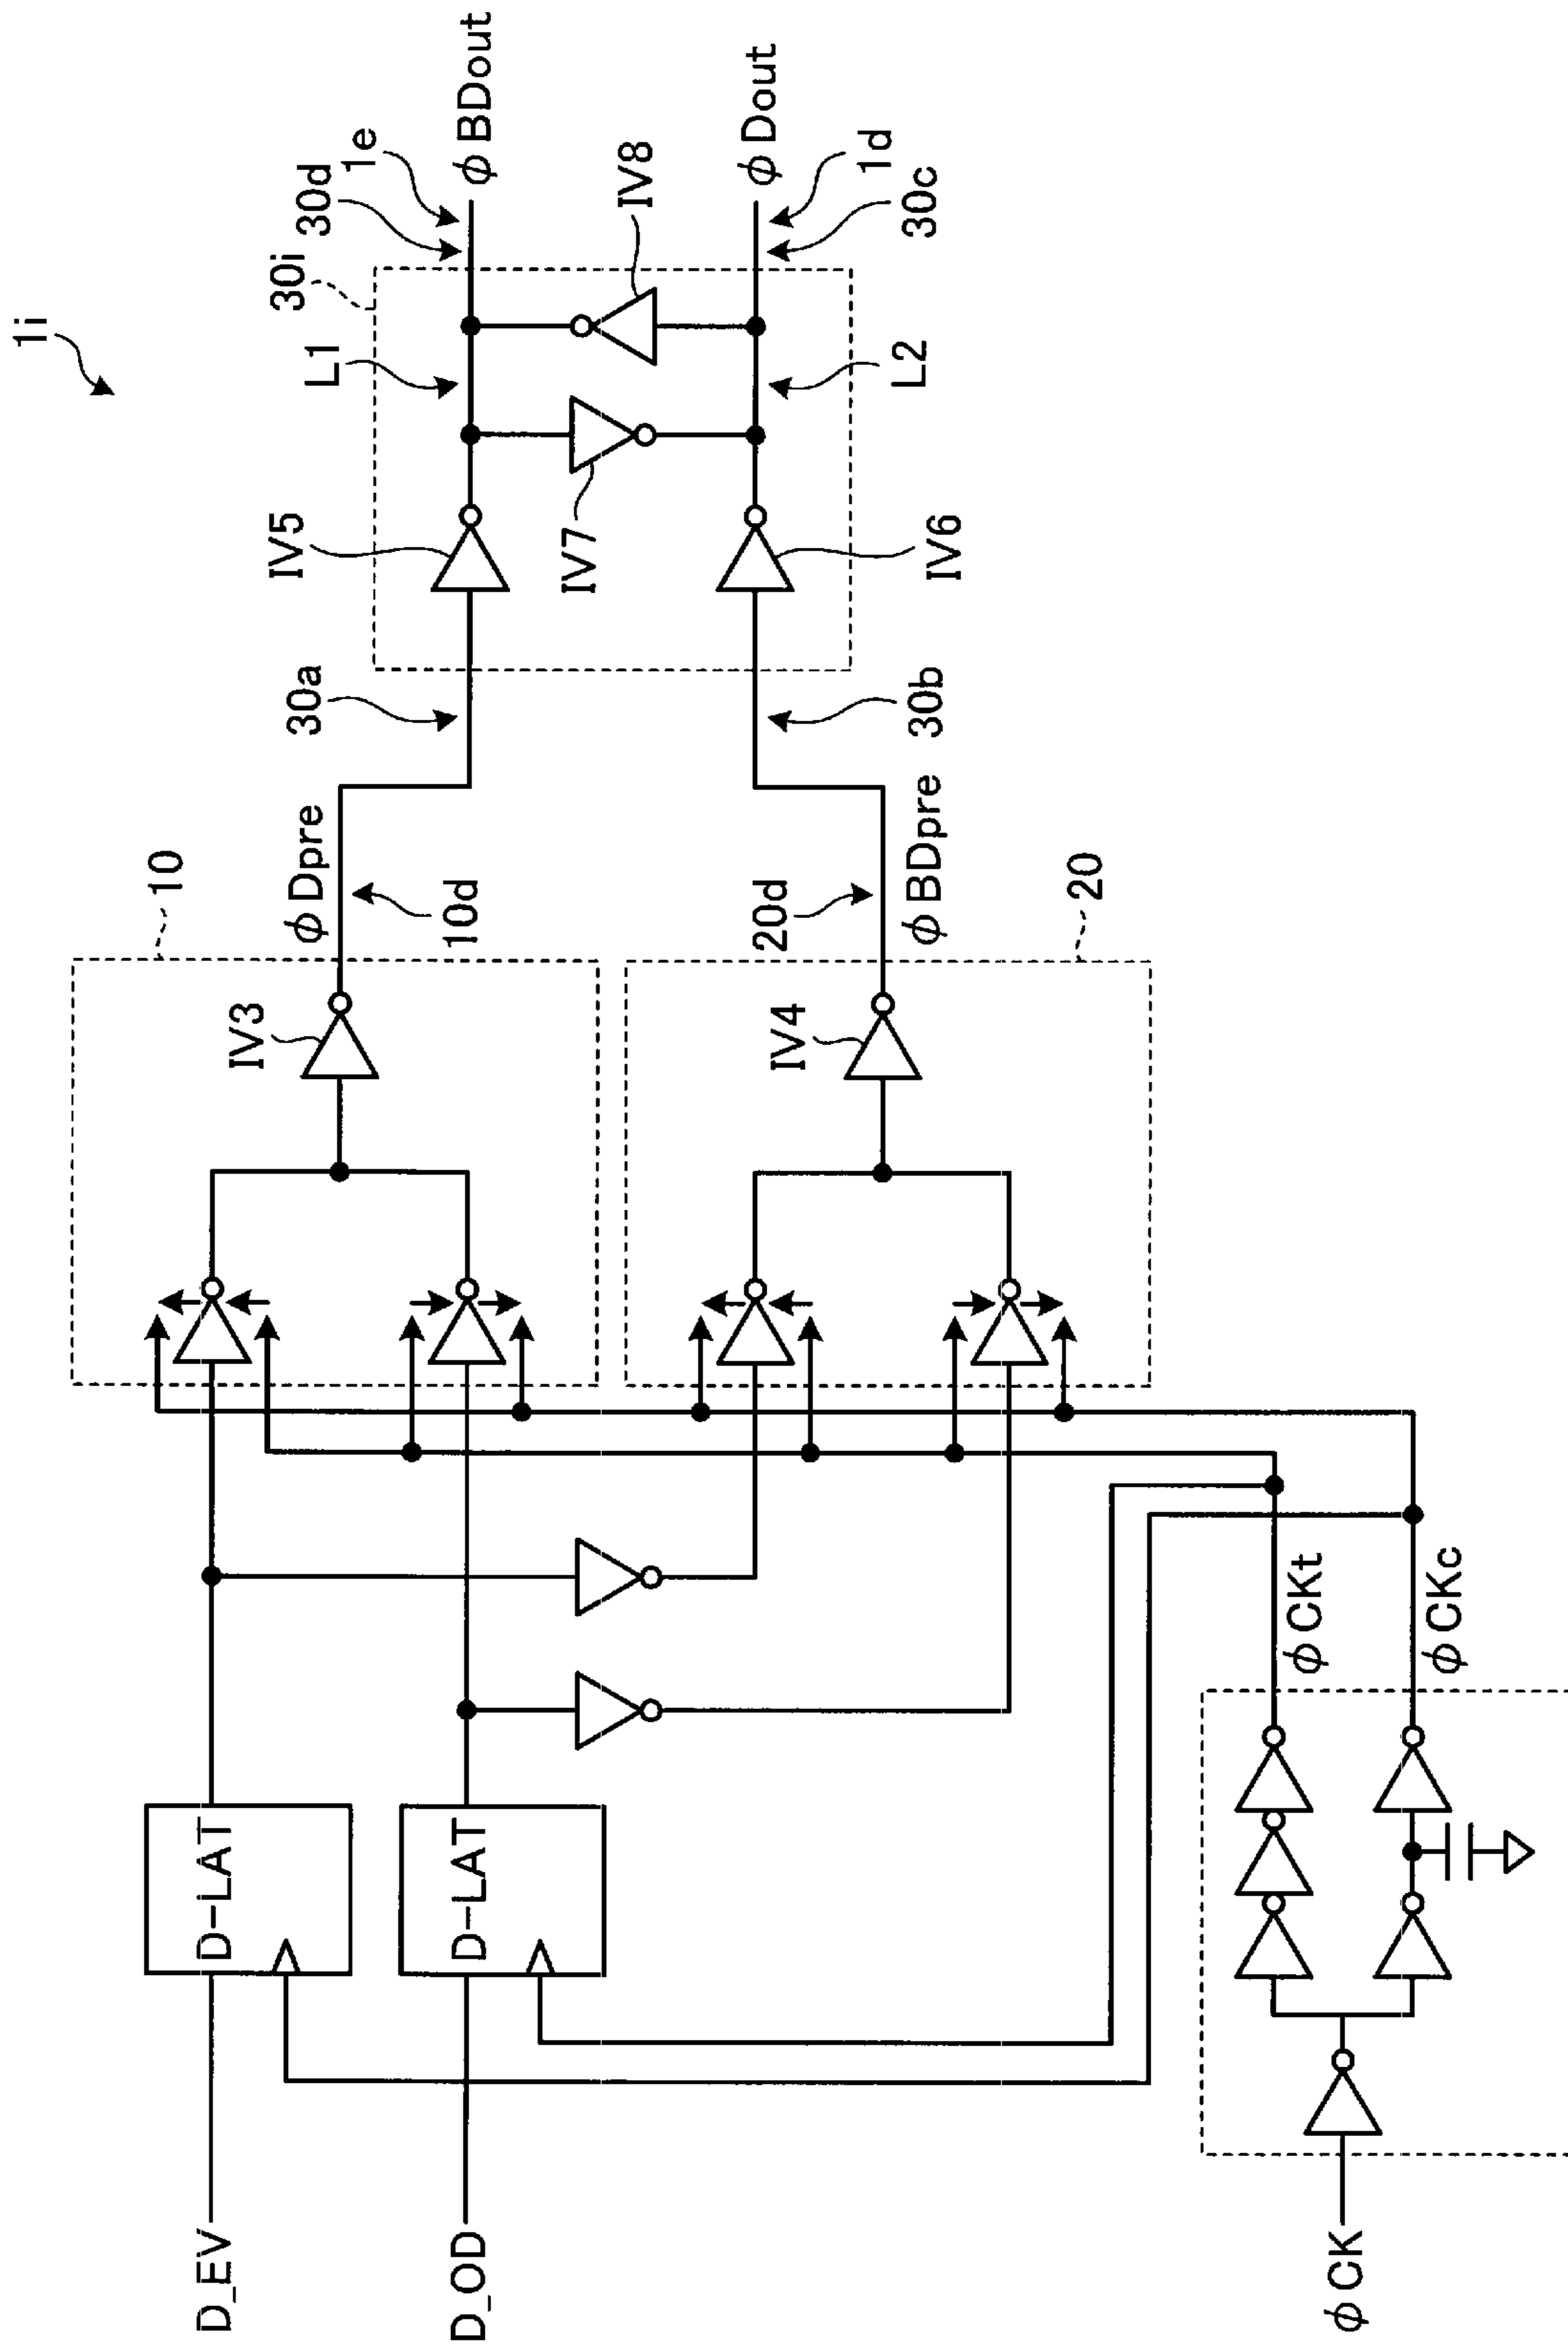 1i
D_EV
D-LAT
D_OD
D-LAT
φCK
φCKt
φCKc
10
IV3
φDpre
10d
20
IV4
20d
φBDpre
30a
30b
30i
IV5
IV6
IV7
IV8
L1
L2
30d
1e
φBDout
φDout
1d
30c